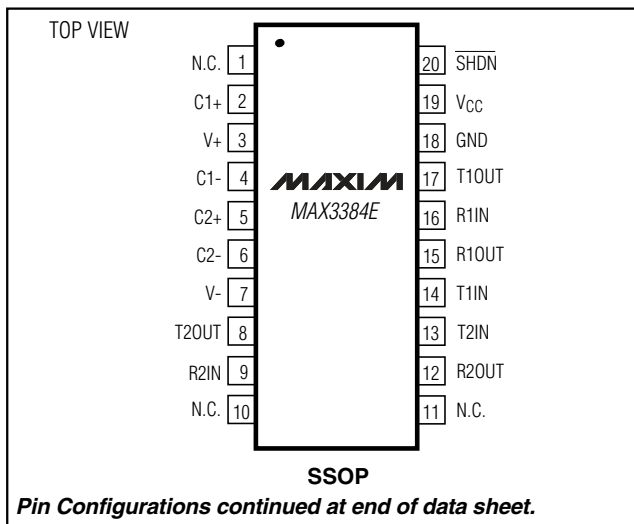 TOP VIEW
N.C. 1
C1+ 2
V+ 3
C1- 4
C2+ 5
C2- 6
V- 7
T2OUT 8
R2IN 9
N.C. 10
MAXIM
MAX3384E
20 SHDN
19 VCC
18 GND
17 T1OUT
16 R1IN
15 R1OUT
14 T1IN
13 T2IN
12 R2OUT
11 N.C.
SSOP
Pin Configurations continued at end of data sheet.